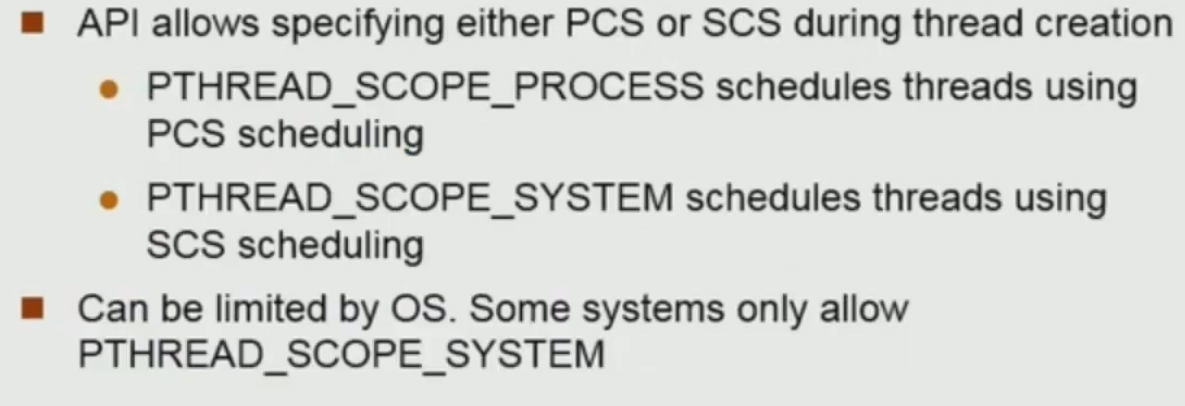 API allows specifying either PCS or SCS during thread creation
PTHREAD_SCOPE_PROCESS schedules threads using
PCS scheduling
PTHREAD_SCOPE_SYSTEM schedules threads using
SCS scheduling
Can be limited by OS. Some systems only allow
PTHREAD_SCOPE_SYSTEM